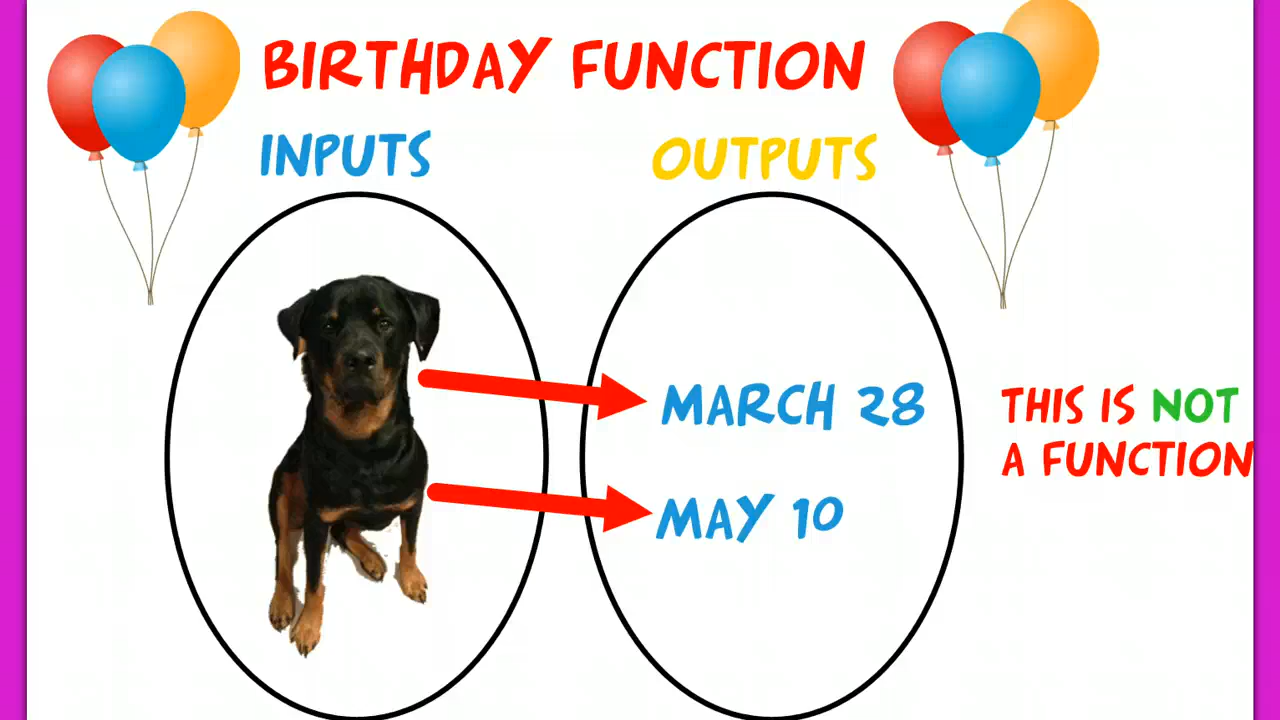 BIRTHDAY FUNCTION
INPUTS
OUTPUTS
MARCH 28
MAY 10
THIS IS NOT
A FUNCTION